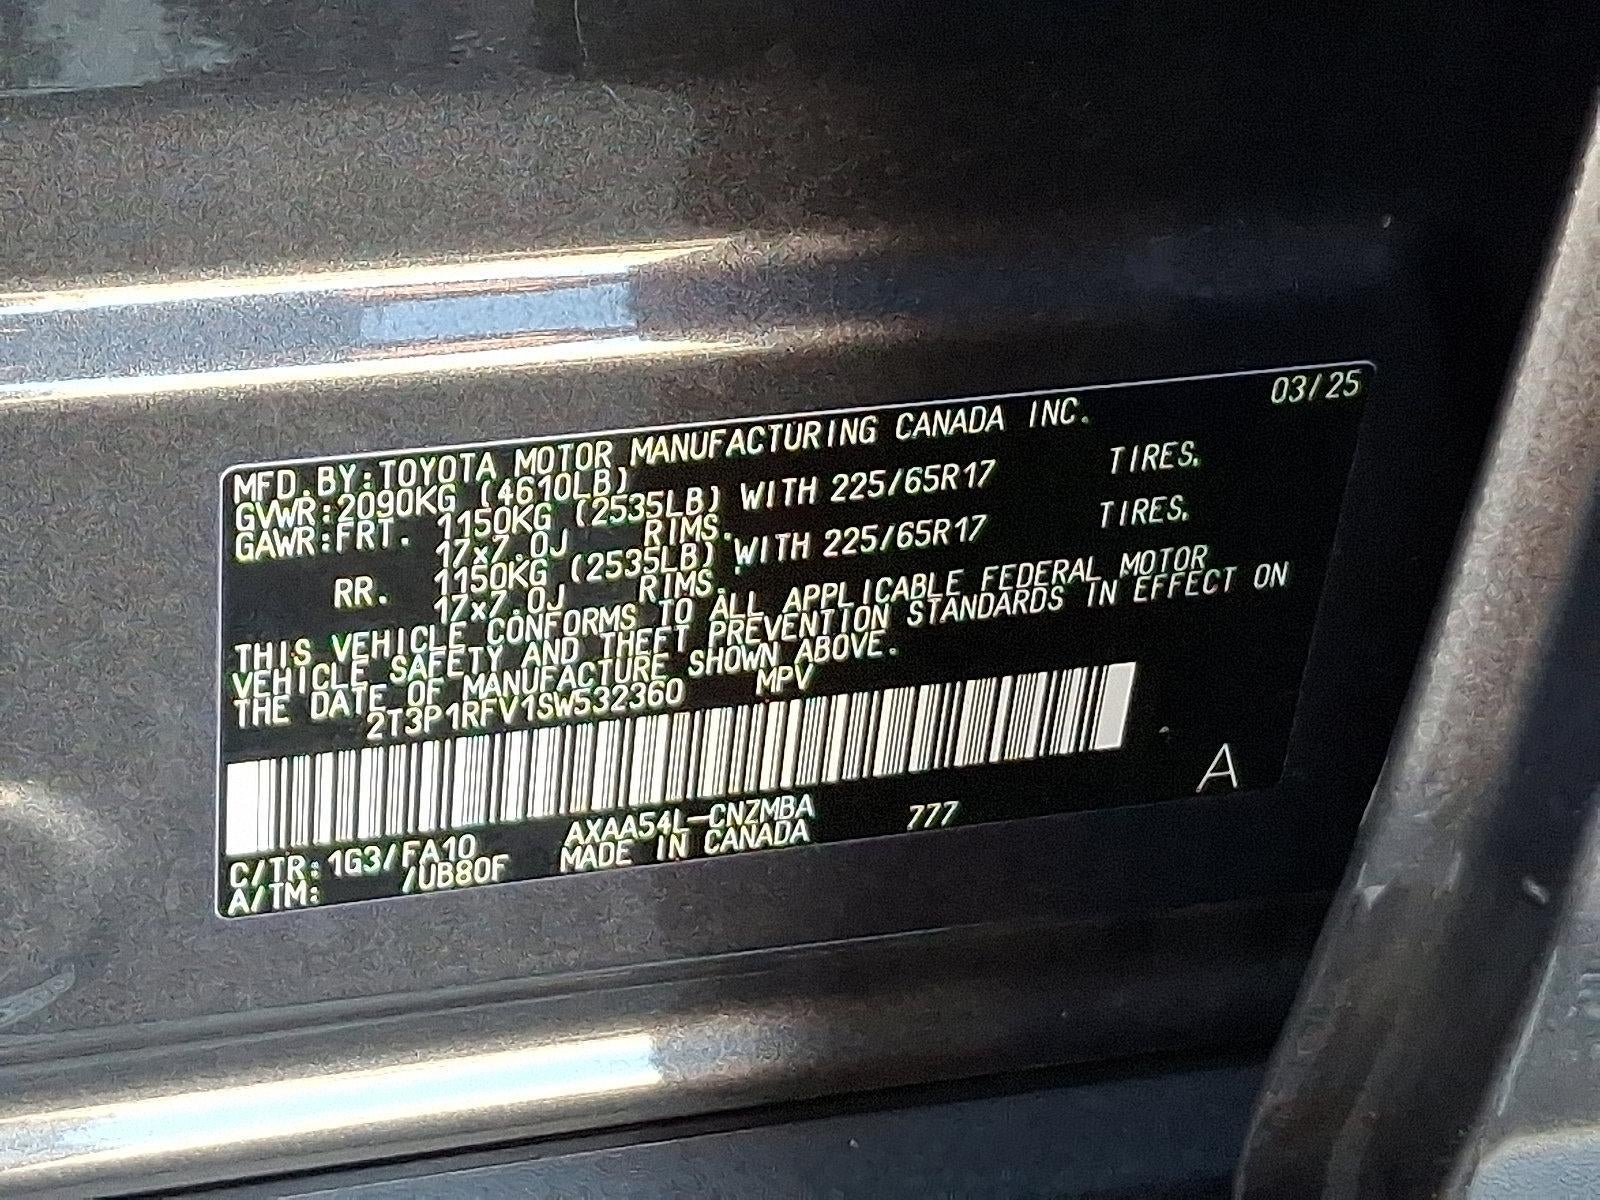 03/25
MFD. BY: TOYOTA MOTOR MANUFACTURING CANADA INC.
GVWR: 2090KG (4610LB)
GAWR: FRT. 1150KG (2535LB) WITH 225/65R17 TIRES.
17x7.0J RIMS.
RR. 1150KG (2535LB) WITH 225/65R17 TIRES.
17x7.0J RIMS.
THIS VEHICLE CONFORMS TO ALL APPLICABLE FEDERAL MOTOR
VEHICLE SAFETY AND THEFT PREVENTION STANDARDS IN EFFECT ON
THE DATE OF MANUFACTURE SHOWN ABOVE.
2T3P1RFV1SW532360 MPV
A
C/TR: 1G3/FA10 AXAA54L-CNZMBA 777
A/TM: /UB80F MADE IN CANADA